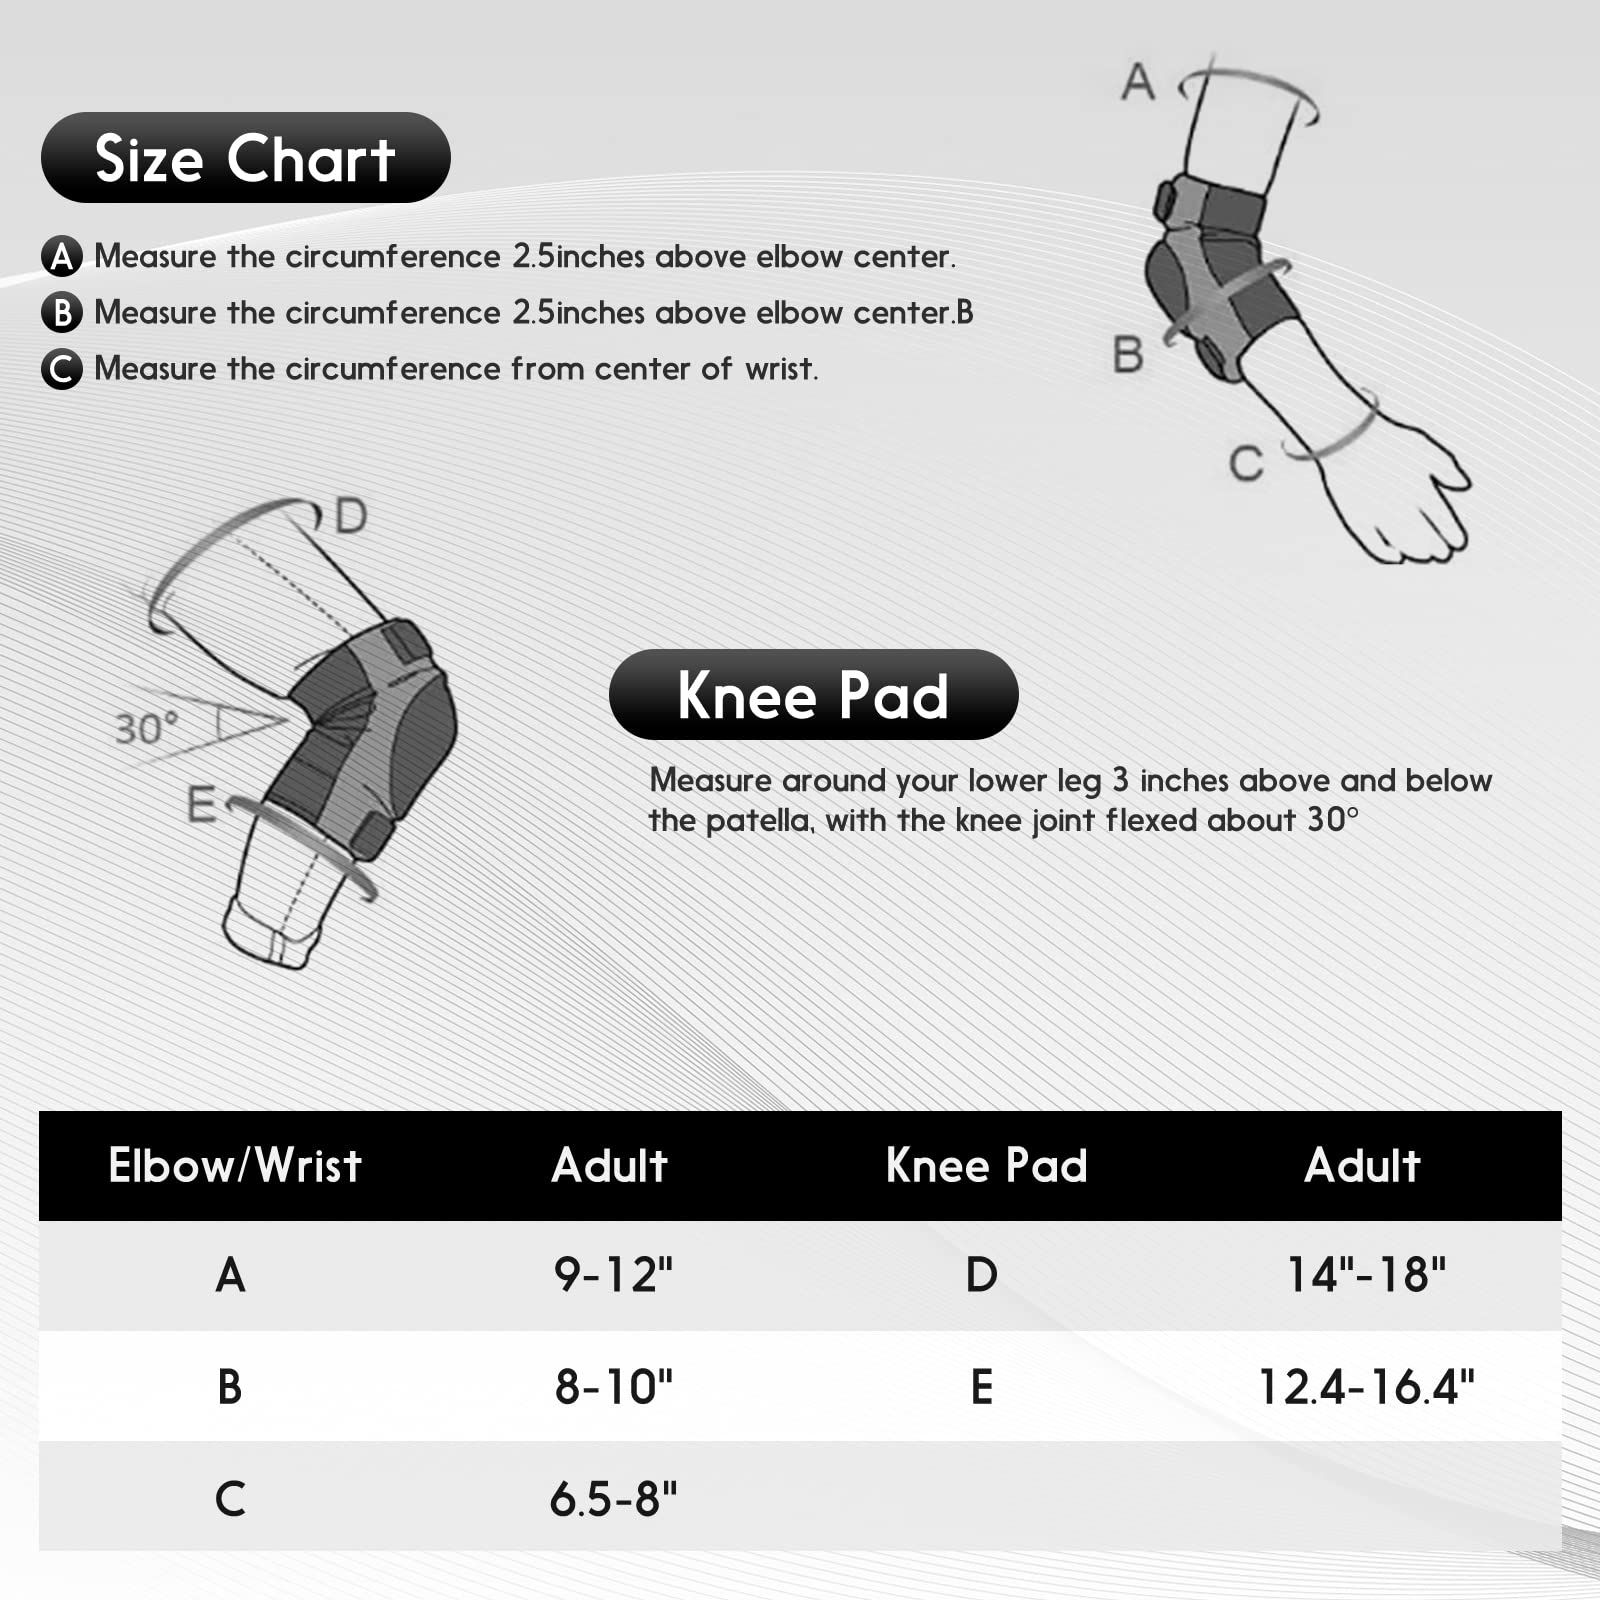 Size Chart
A Measure the circumference 2.5inches above elbow center.
B Measure the circumference 2.5inches above elbow center.B
C Measure the circumference from center of wrist.
A
B
C
D
30°
E
Knee Pad
Measure around your lower leg 3 inches above and below
the patella, with the knee joint flexed about 30°
Elbow/Wrist Adult Knee Pad Adult
A 9-12" D 14"-18"
B 8-10" E 12.4-16.4"
C 6.5-8"